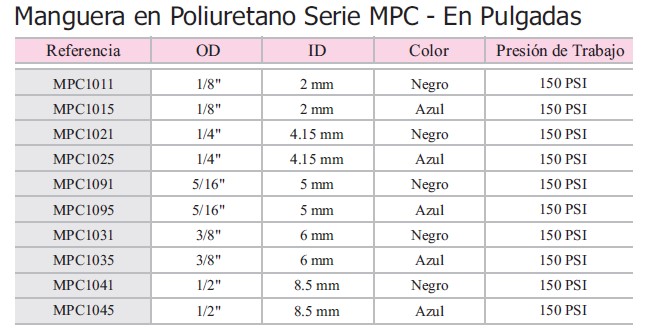 Manguera en Poliuretano Serie MPC - En Pulgadas
Referencia OD ID Color Presión de Trabajo
MPC1011 1/8" 2 mm Negro 150 PSI
MPC1015 1/8" 2 mm Azul 150 PSI
MPC1021 1/4" 4.15 mm Negro 150 PSI
MPC1025 1/4" 4.15 mm Azul 150 PSI
MPC1091 5/16" 5 mm Negro 150 PSI
MPC1095 5/16" 5 mm Azul 150 PSI
MPC1031 3/8" 6 mm Negro 150 PSI
MPC1035 3/8" 6 mm Azul 150 PSI
MPC1041 1/2" 8.5 mm Negro 150 PSI
MPC1045 1/2" 8.5 mm Azul 150 PSI